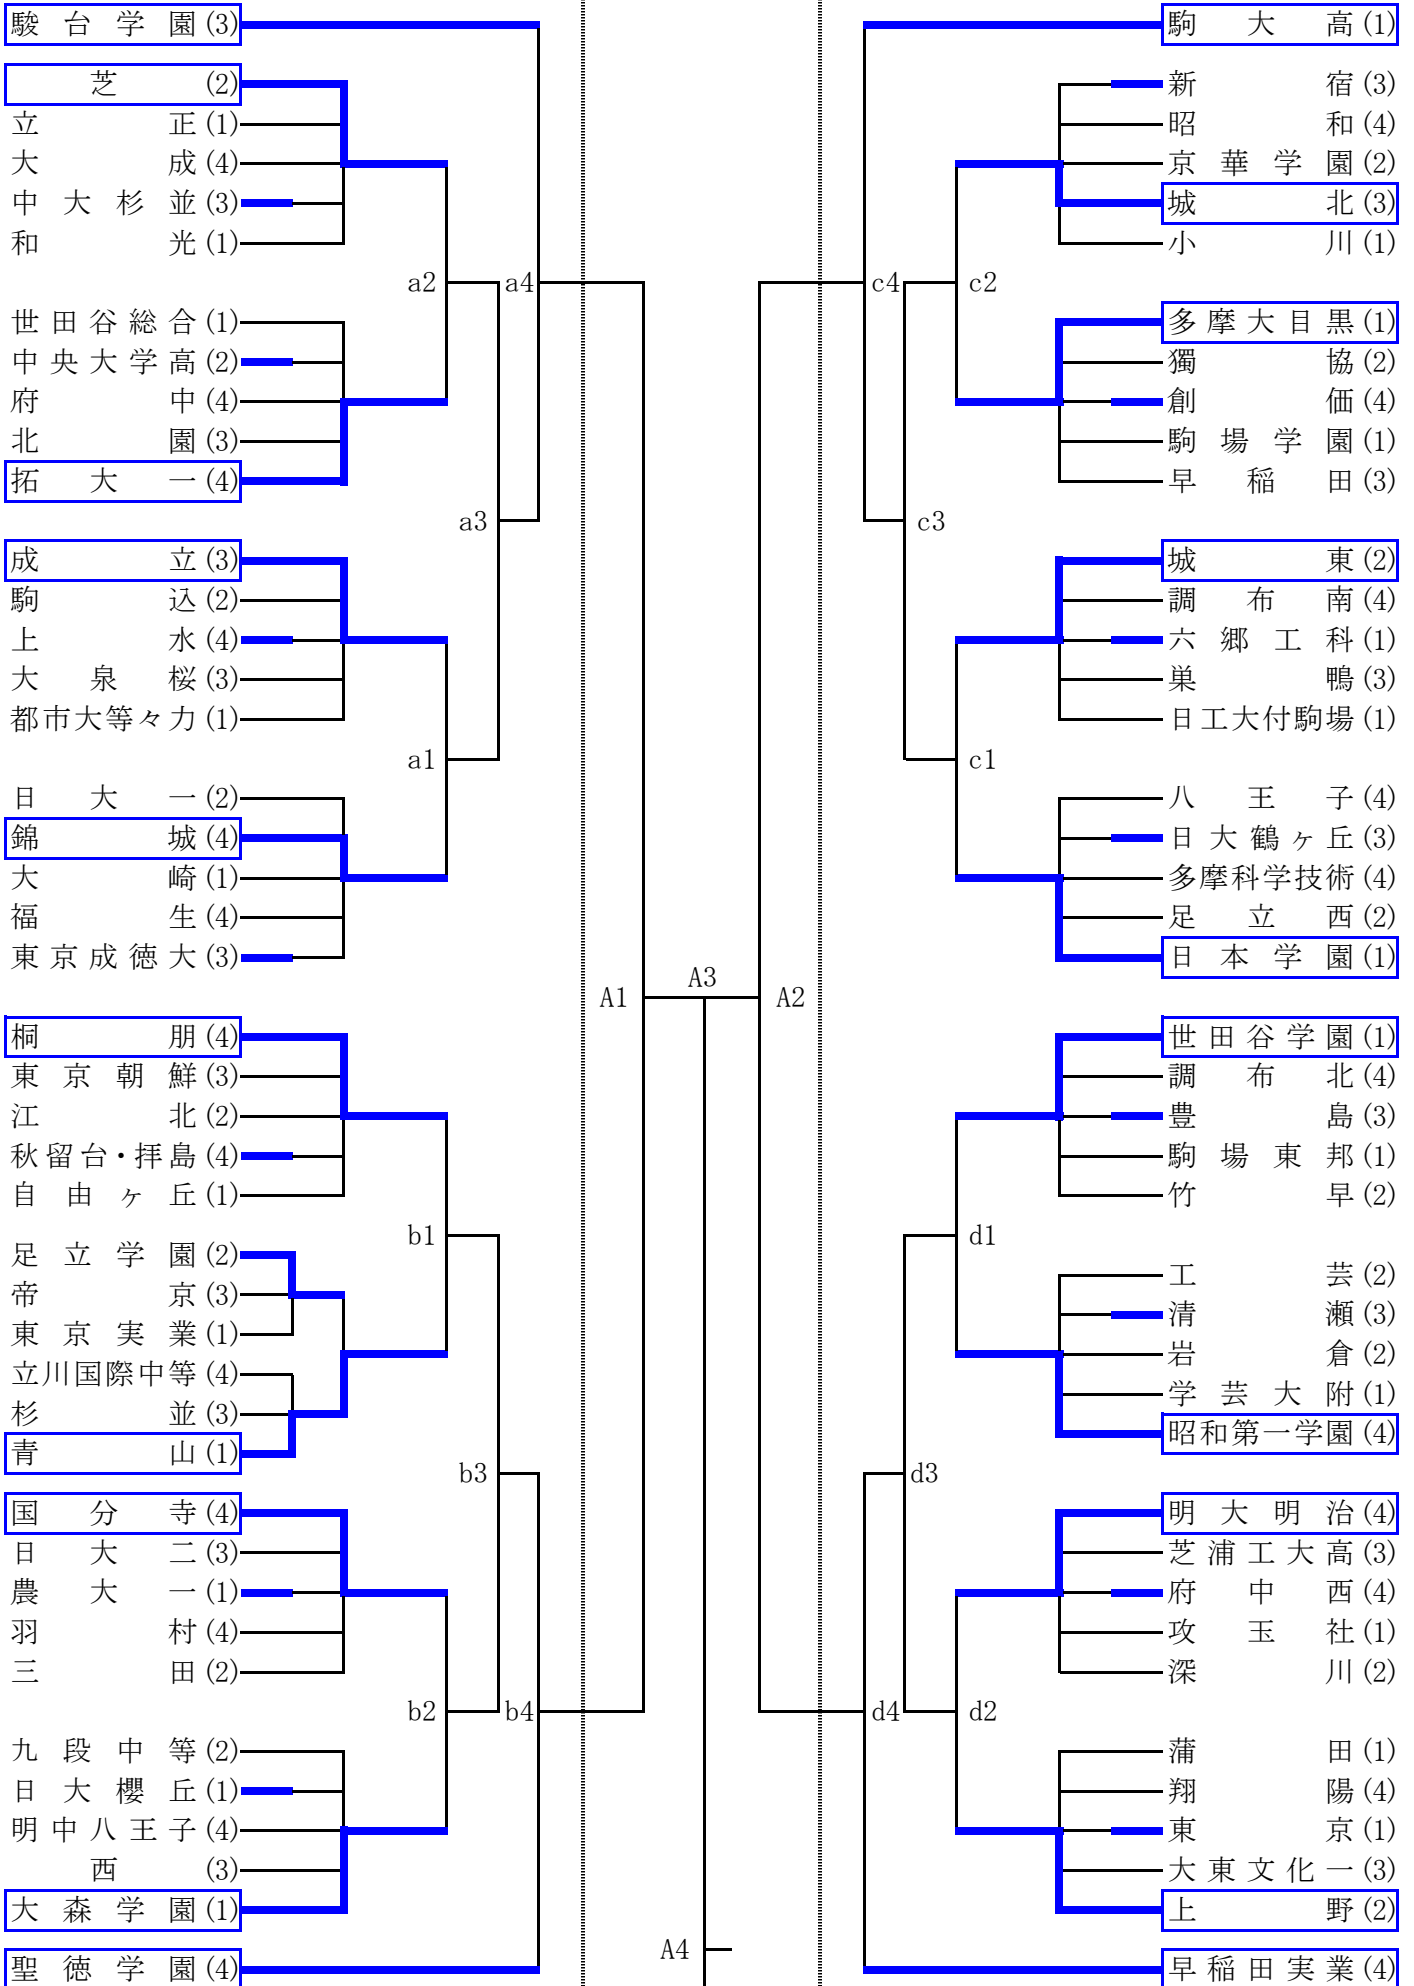 駿台学園(3)
芝(2)
立正(1)
大成(4)
中大杉並(3)
和光(1)
a2
a4
世田谷総合(1)
中央大学高(2)
府中(4)
北園(3)
拓大一(4)
a3
成立(3)
駒込(2)
上水(4)
大泉桜(3)
都市大等々力(1)
a1
日大一(2)
錦城(4)
大崎(1)
福生(4)
東京成徳大(3)
桐朋(4)
東京朝鮮(3)
江北(2)
秋留台・拝島(4)
自由ヶ丘(1)
b1
足立学園(2)
帝京(3)
東京実業(1)
立川国際中等(4)
杉並(3)
青山(1)
b3
国分寺(4)
日大二(3)
農大一(1)
羽村(4)
三田(2)
b2
b4
九段中等(2)
日大櫻丘(1)
明中八王子(4)
西(3)
大森学園(1)
聖徳学園(4)
A1
A3
A2
A4
駒大高(1)
新宿(3)
昭和(4)
京華学園(2)
城北(3)
小川(1)
c4
c2
多摩大目黒(1)
獨協(2)
創価(4)
駒場学園(1)
早稲田(3)
c3
城東(2)
調布南(4)
六郷工科(1)
巣鴨(3)
日工大付駒場(1)
c1
八王子(4)
日大鶴ヶ丘(3)
多摩科学技術(4)
足立西(2)
日本学園(1)
世田谷学園(1)
調布北(4)
豊島(3)
駒場東邦(1)
竹早(2)
d1
工芸(2)
清瀬(3)
岩倉(2)
学芸大附(1)
昭和第一学園(4)
d3
明大明治(4)
芝浦工大高(3)
府中西(4)
攻玉社(1)
深川(2)
d4
d2
蒲田(1)
翔陽(4)
東京(1)
大東文化一(3)
上野(2)
早稲田実業(4)